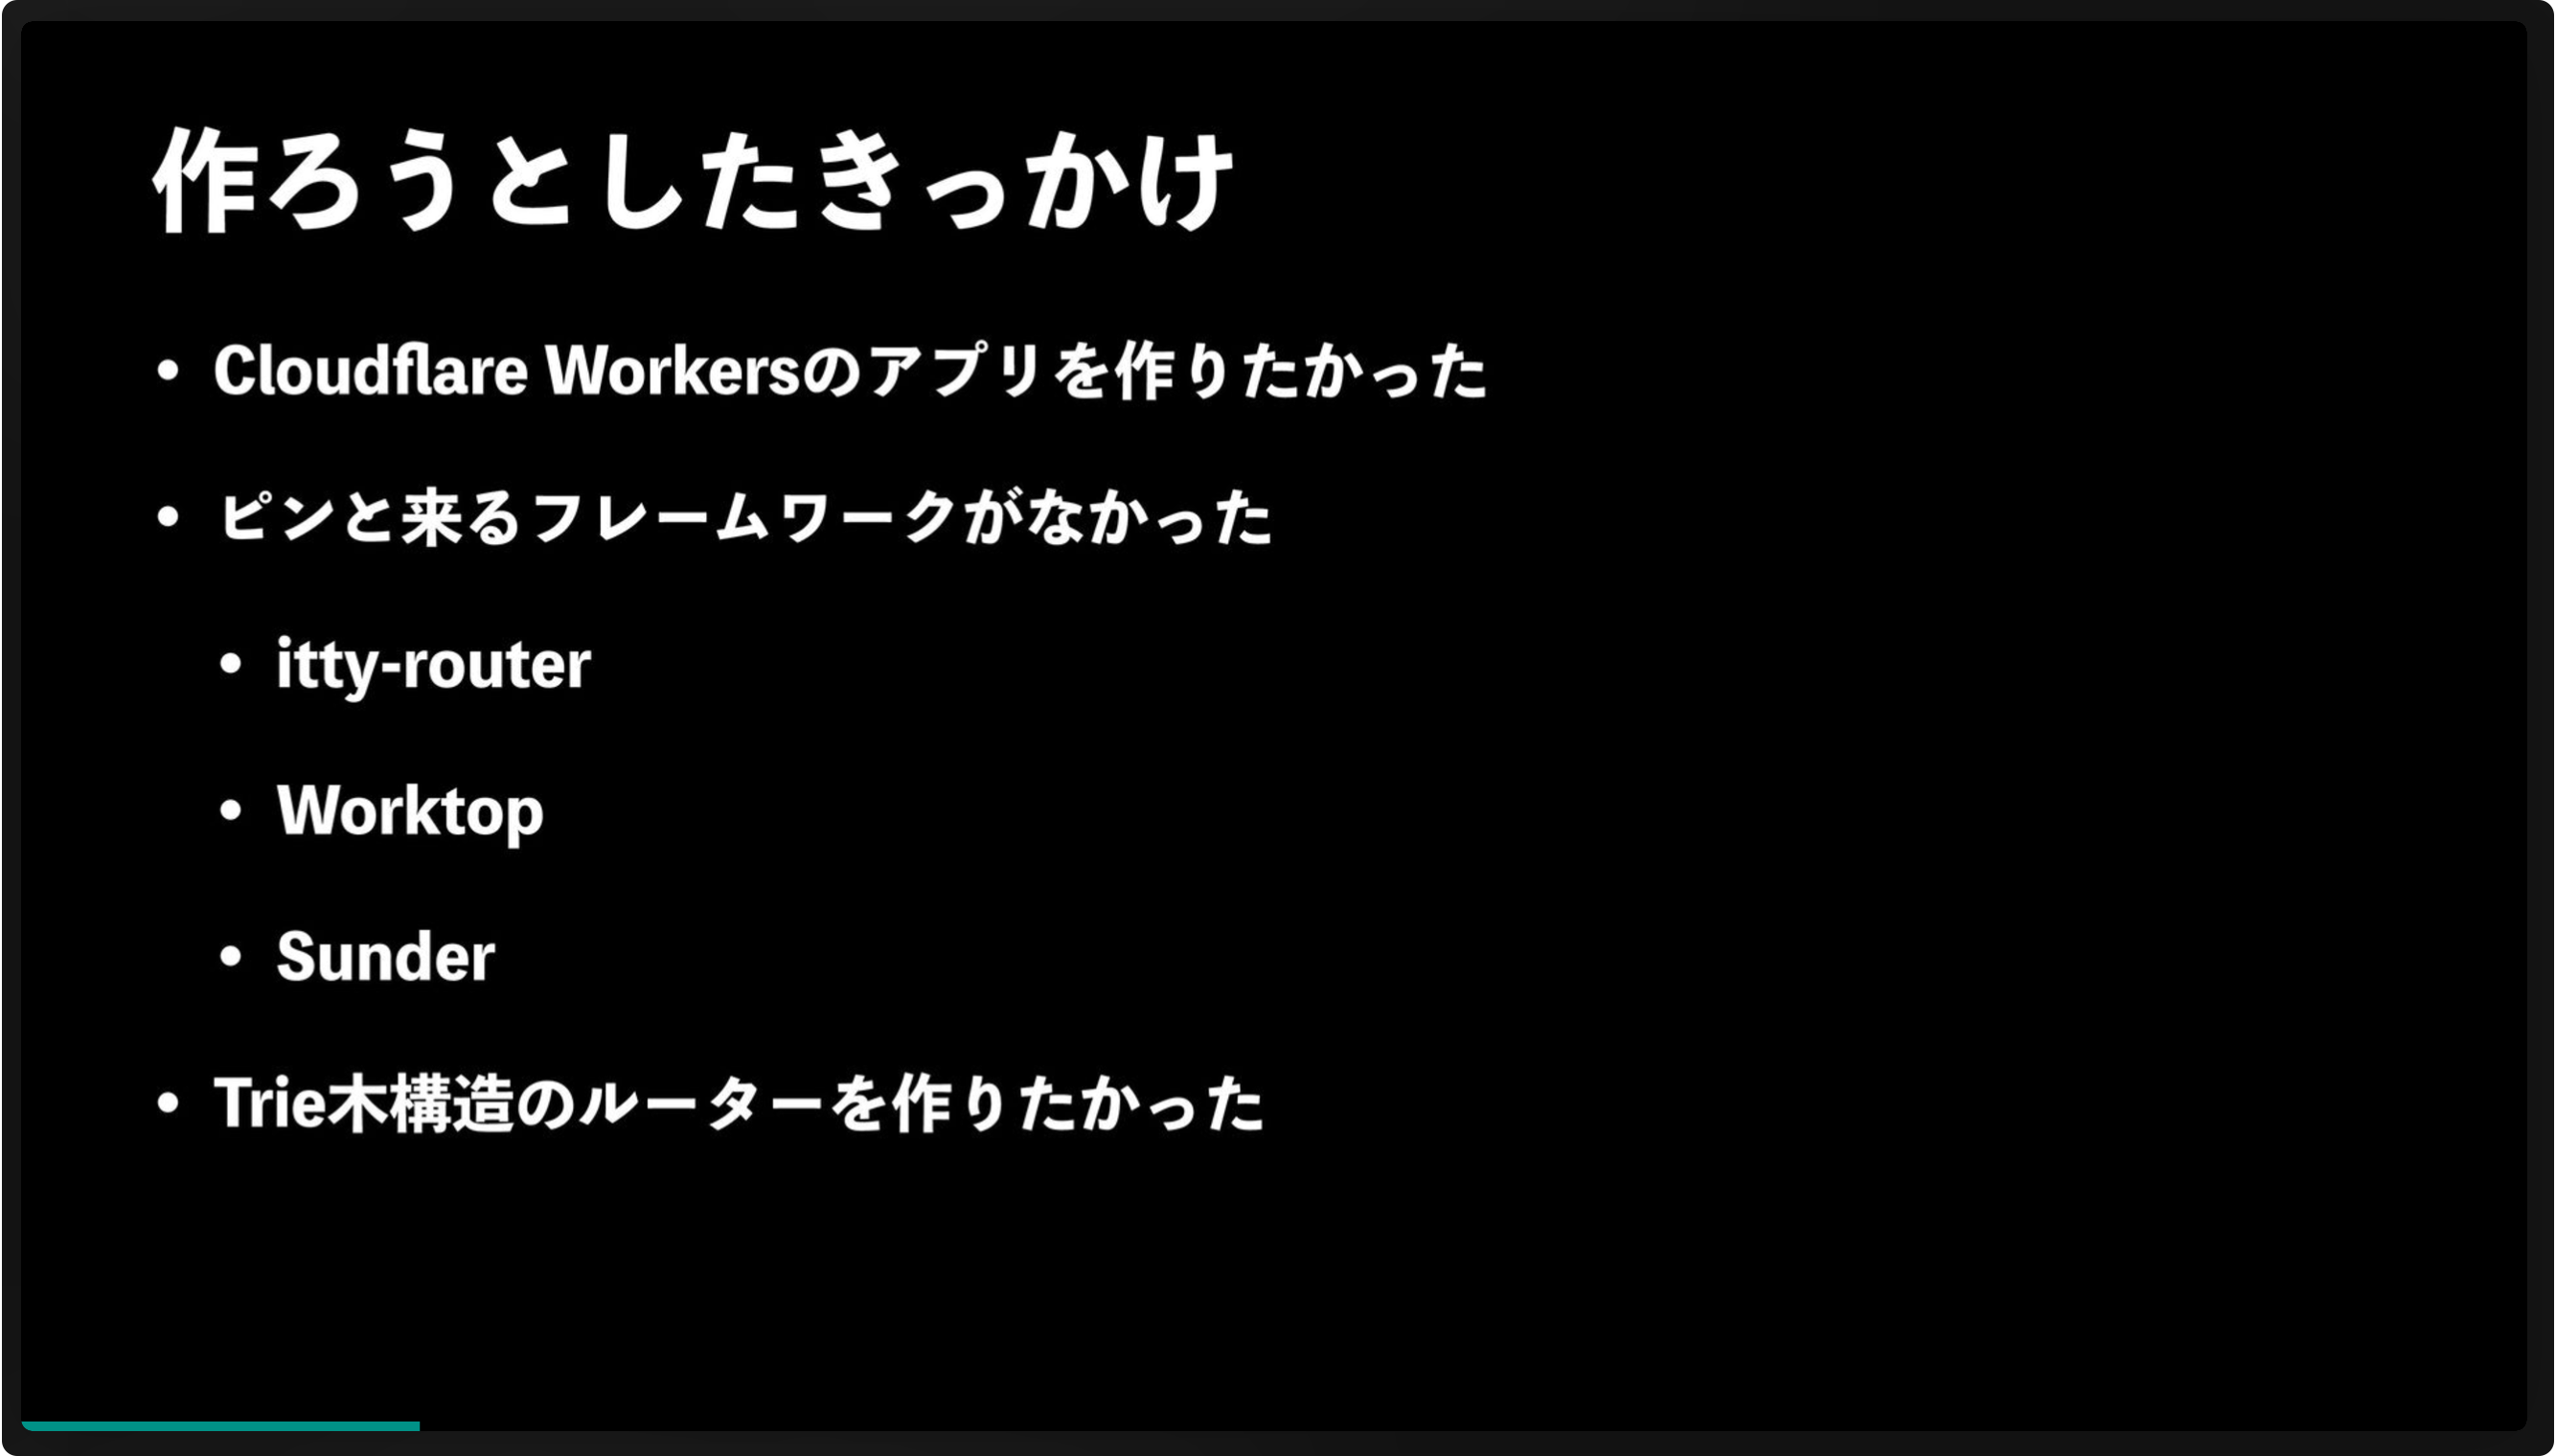 作ろうとしたきっかけ
• Cloudflare Workersのアプリを作りたかった
• ピンと来るフレームワークがなかった
• itty-router
• Worktop
• Sunder
• Trie木構造のルーターを作りたかった